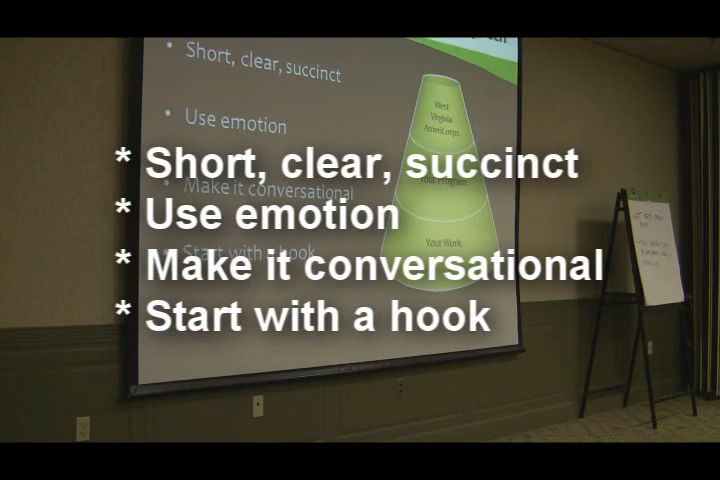 Short, clear, succinct
Use emotion
Make it conversational
Start with a hook
West
Virginia
AmeriCorps
Your Program
Your Work
* Short, clear, succinct
* Use emotion
* Make it conversational
* Start with a hook